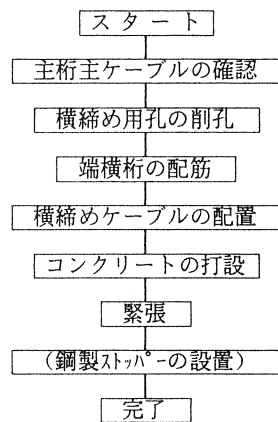 スタート
主桁主ケーブルの確認
横締め用孔の削孔
端横桁の配筋
横締めケーブルの配置
コンクリートの打設
緊張
(鋼製ストッパーの設置)
完了